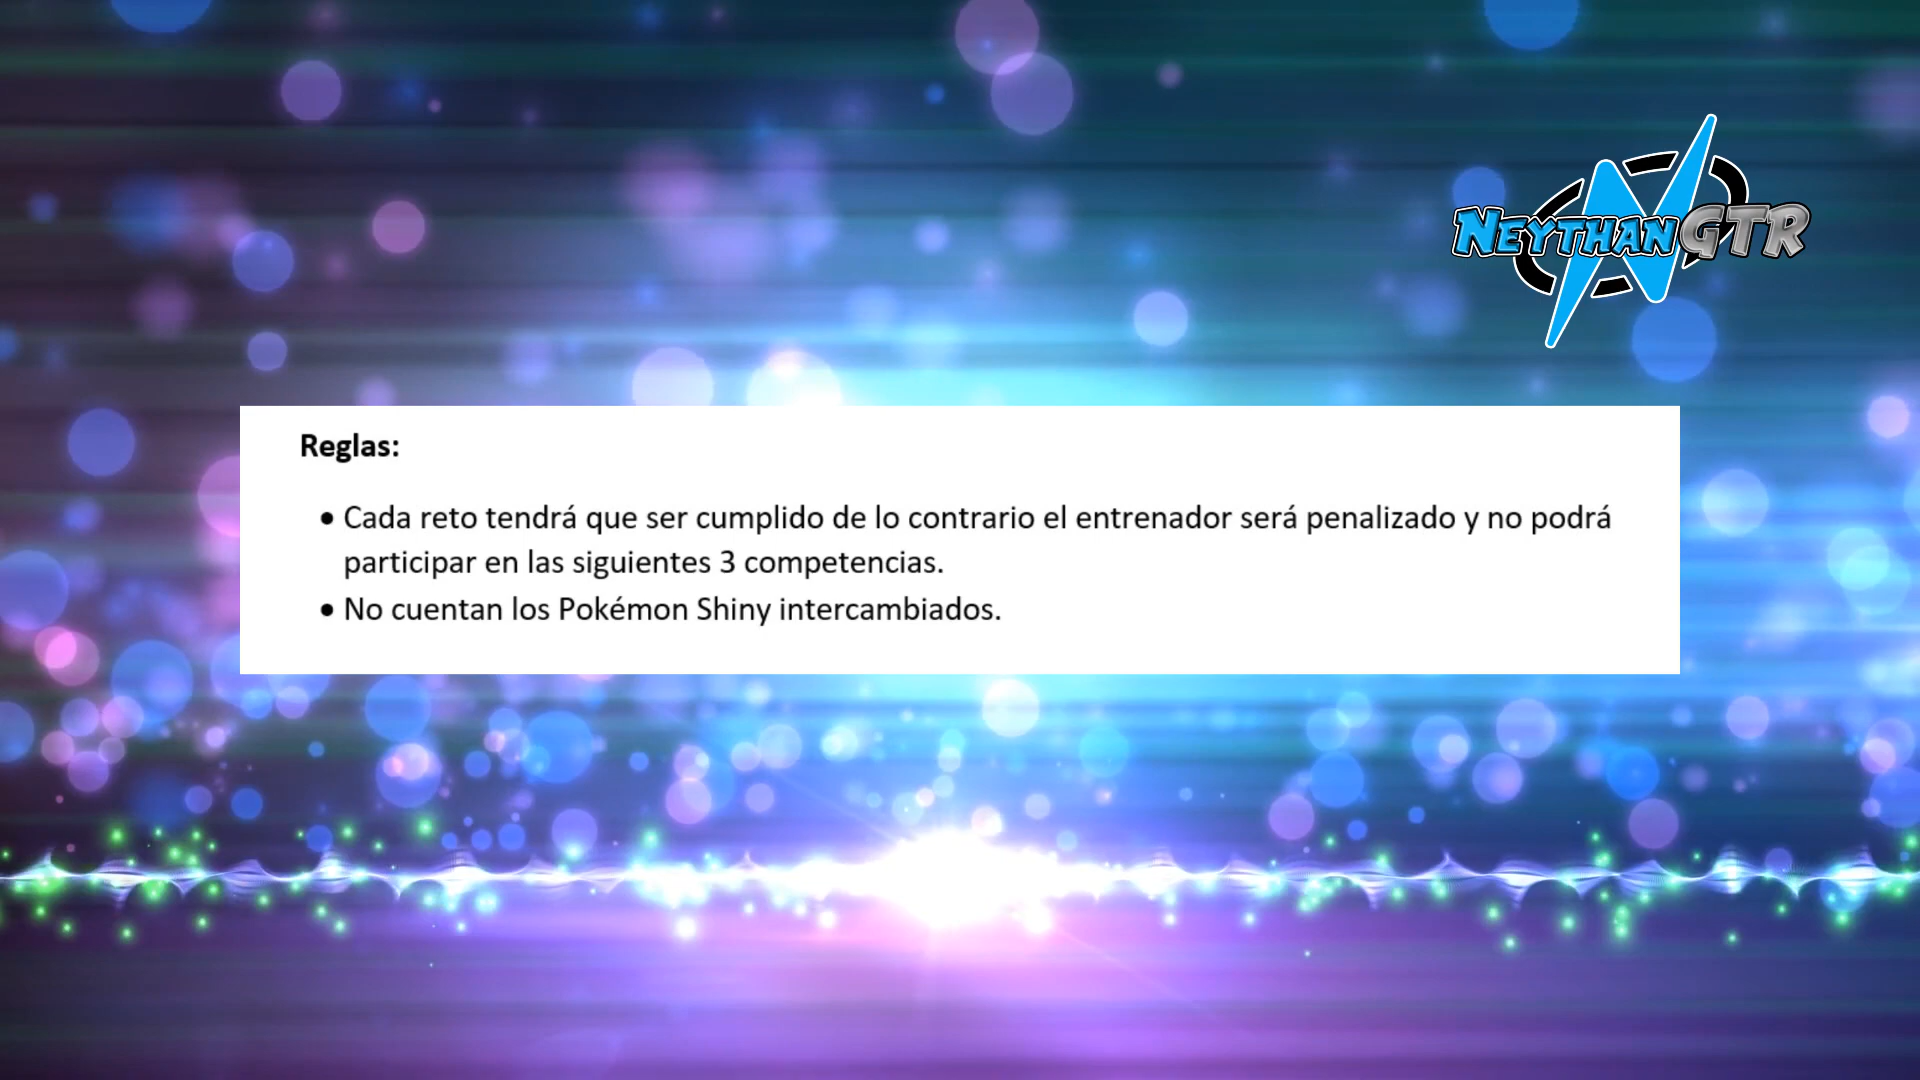 NEYTHANGTR
Reglas:
• Cada reto tendrá que ser cumplido de lo contrario el entrenador será penalizado y no podrá
participar en las siguientes 3 competencias.
• No cuentan los Pokémon Shiny intercambiados.